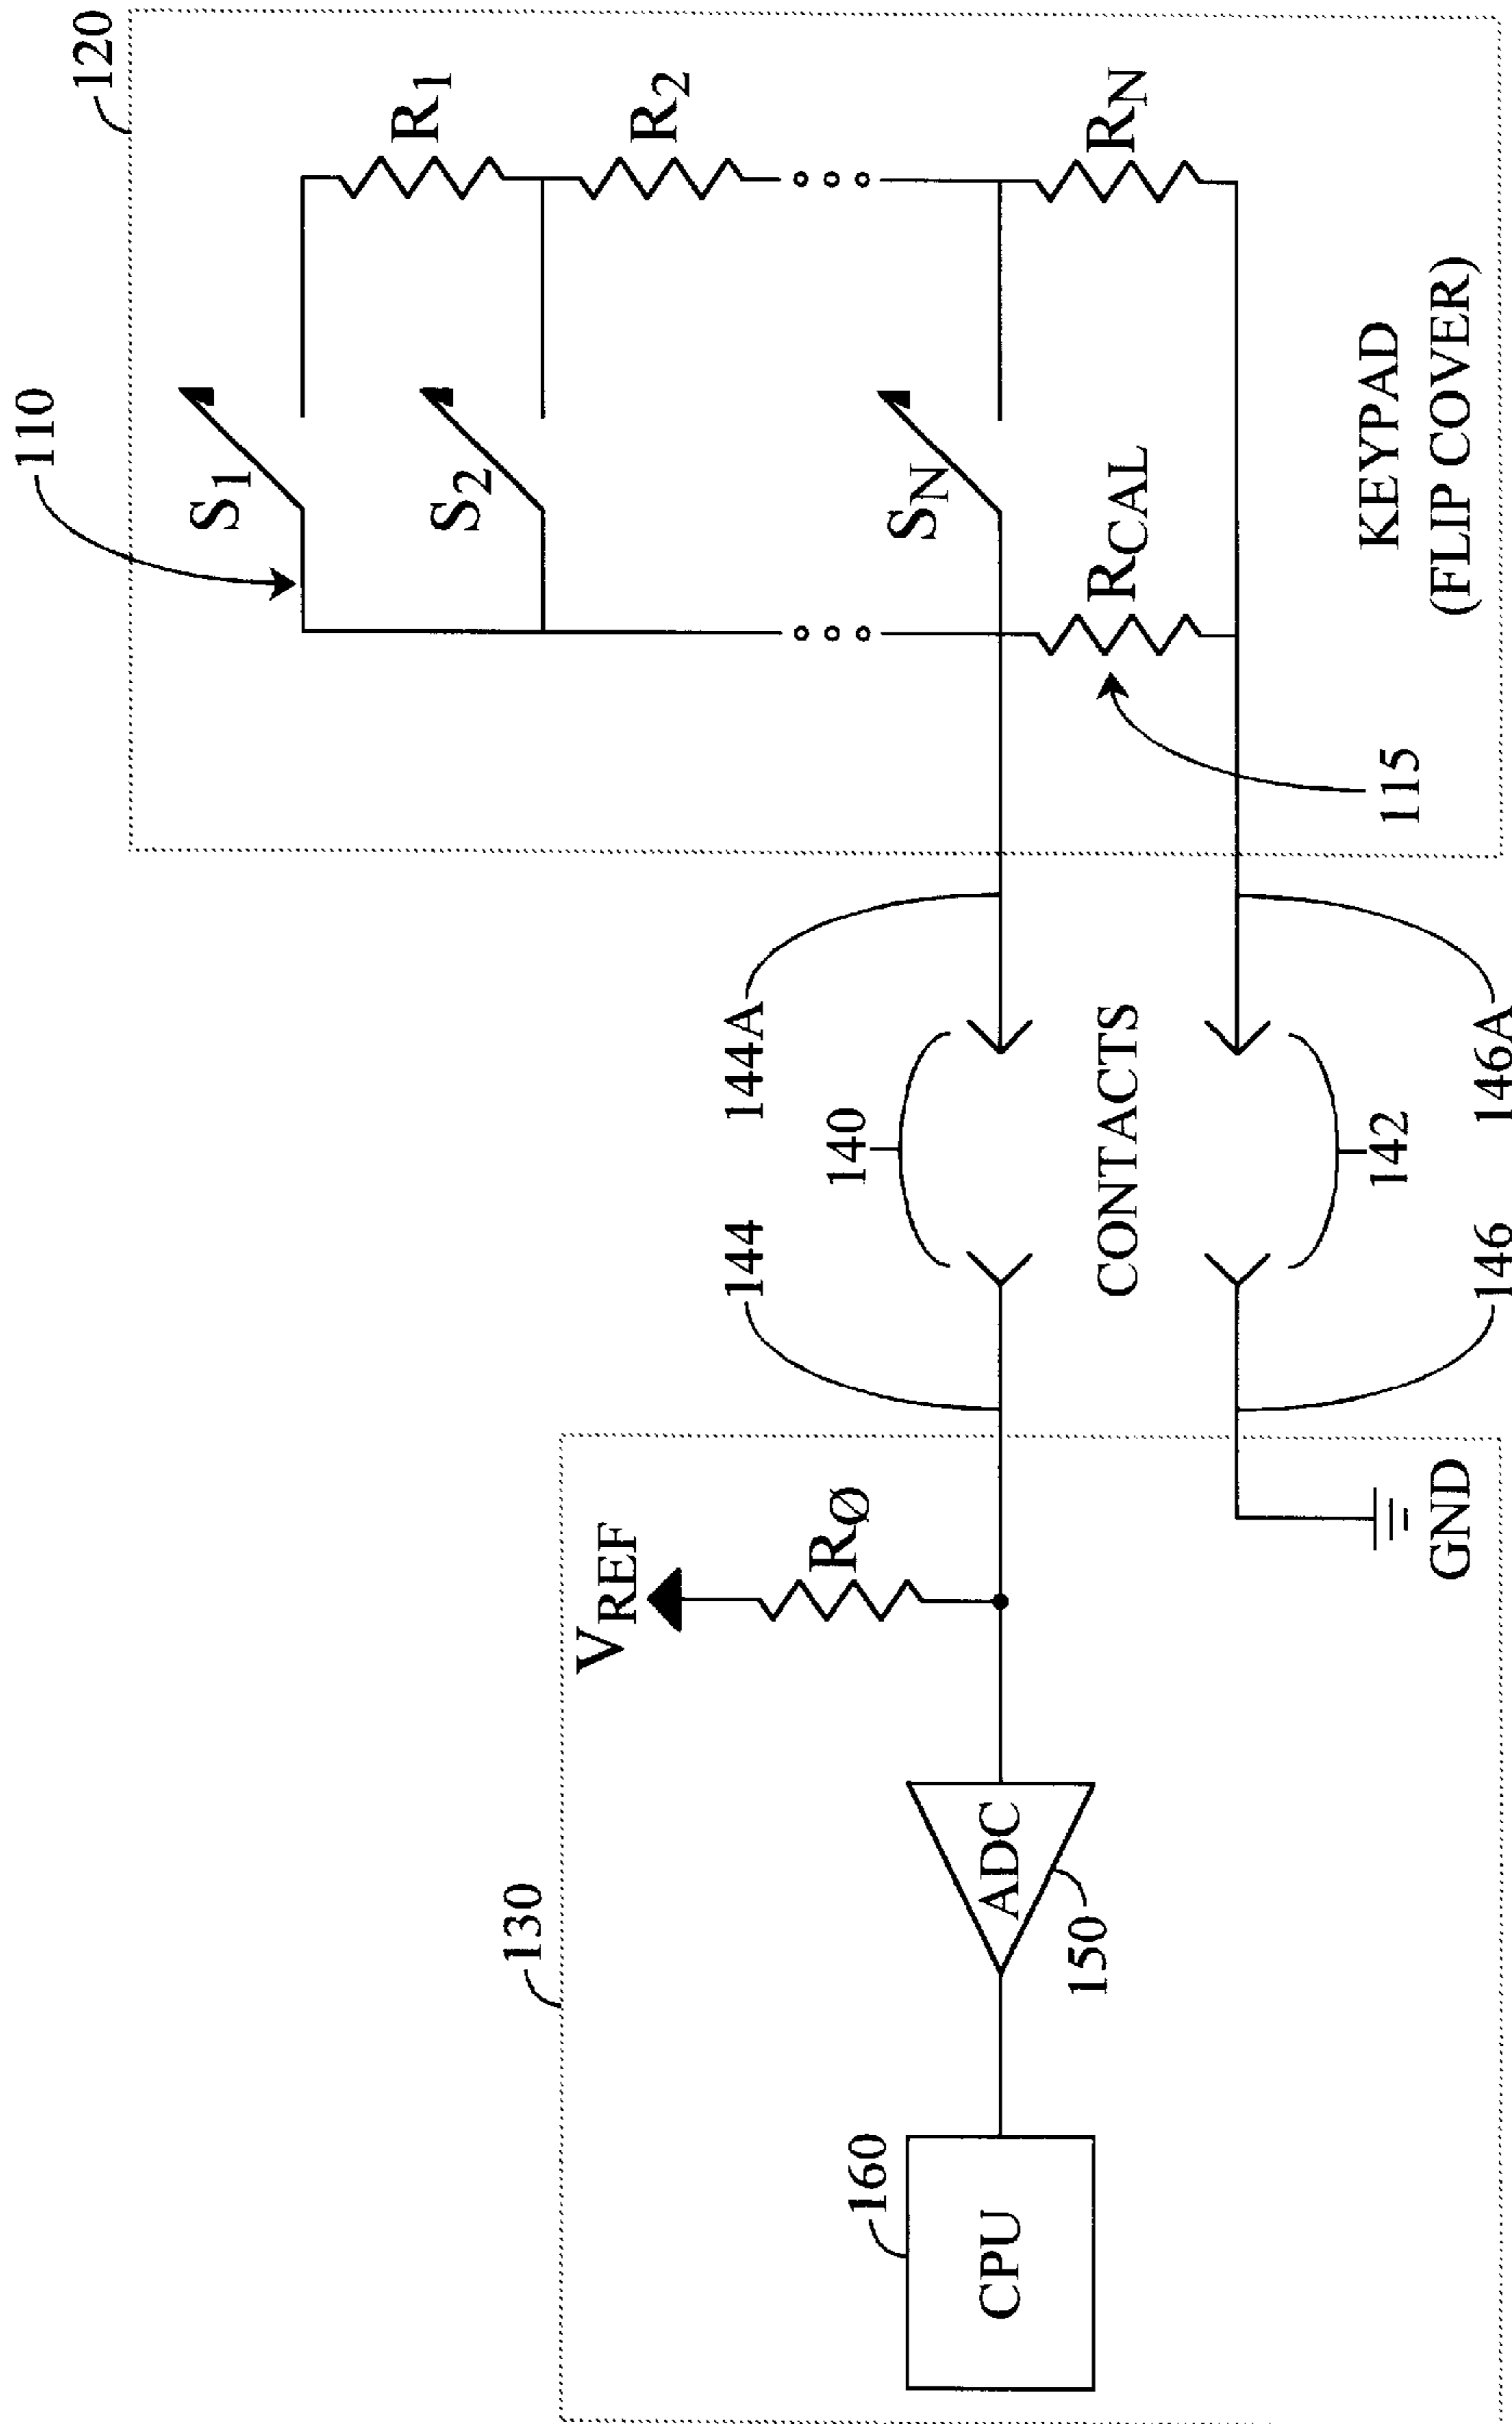 120
110
S1
R1
S2
R2
SN
RN
RCAL
115
KEYPAD
(FLIP COVER)
144
144A
140
CONTACTS
142
146
146A
130
VREF
RØ
GND
ADC
150
160
CPU